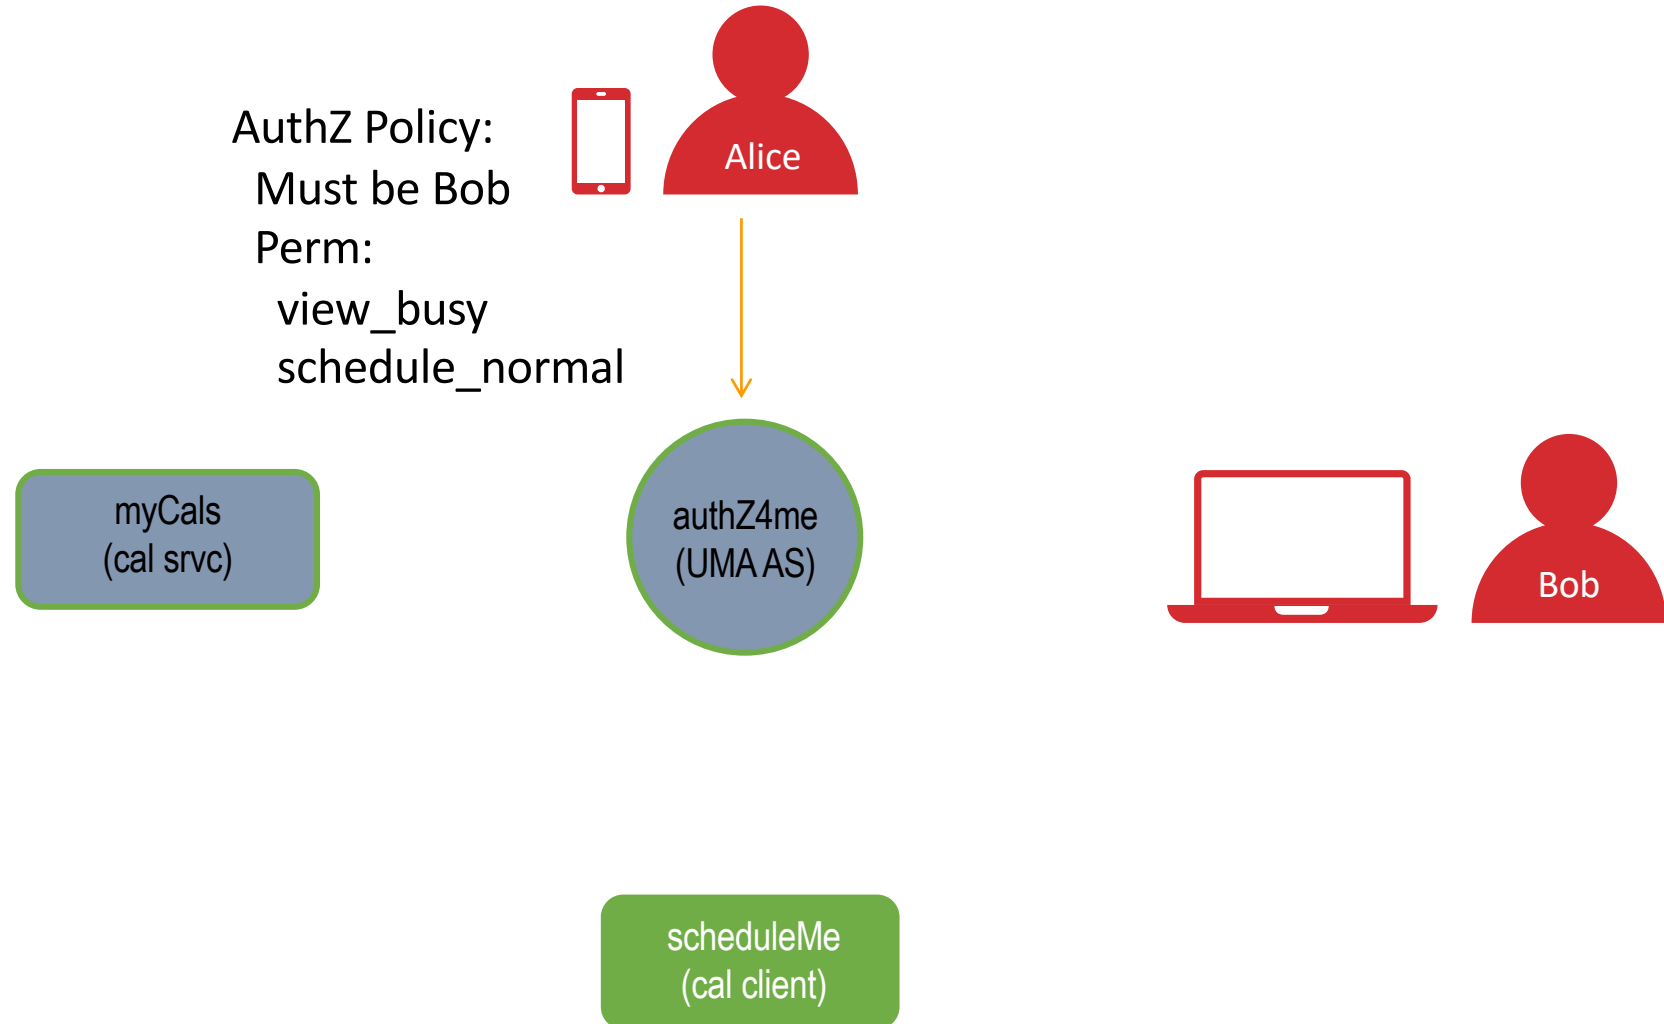 Alice
AuthZ Policy:
Must be Bob
Perm:
view_busy
schedule_normal
myCals
(cal srvc)
authZ4me
(UMA AS)
Bob
scheduleMe
(cal client)